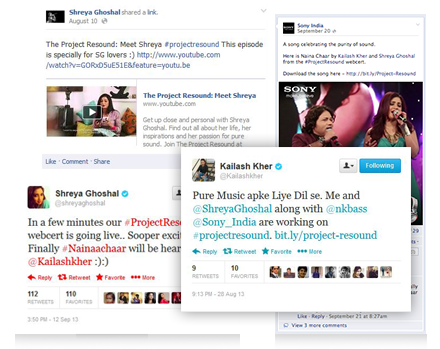 Shreya Ghoshal shared a link.
August 10
The Project Resound: Meet Shreya #projectresound This episode
is specially for SG lovers :) http://www.youtube.com
/watch?v=GORxD5uE51E&feature=youtu.be
The Project Resound: Meet Shreya
www.youtube.com
Get up close and personal with Shreya
Ghoshal. Find out all about her life, her
inspirations and her passion for pure
sound. Join The Project Resound at
Like · Comment · Share
Sony India
September 20
A song celebrating the purity of sound.
Here is Naina Chaar by Kailash Kher and Shreya Ghoshal
from the #ProjectResound webcert.
Download the song here - http://bit.ly/Project-Resound
SONY
Like · Reply · September 21 at 8:27am
View 3 more comments
Shreya Ghoshal
@shreyaghoshal
In a few minutes our #ProjectReso
webcert is going live.. Sooper excit
Finally #Nainaachaar will be hear
@Kailashkher :):)
Reply Retweet Favorite More
112 RETWEETS
110 FAVORITES
3:50 PM - 12 Sep 13
Kailash Kher
@Kailashkher
Following
Pure Music apke Liye Dil se. Me and
@ShreyaGhoshal along with @nkbass
@Sony_India are working on
#projectresound. bit.ly/project-resound
Reply Retweet Favorite More
9 RETWEETS
10 FAVORITES
9:13 PM - 28 Aug 13